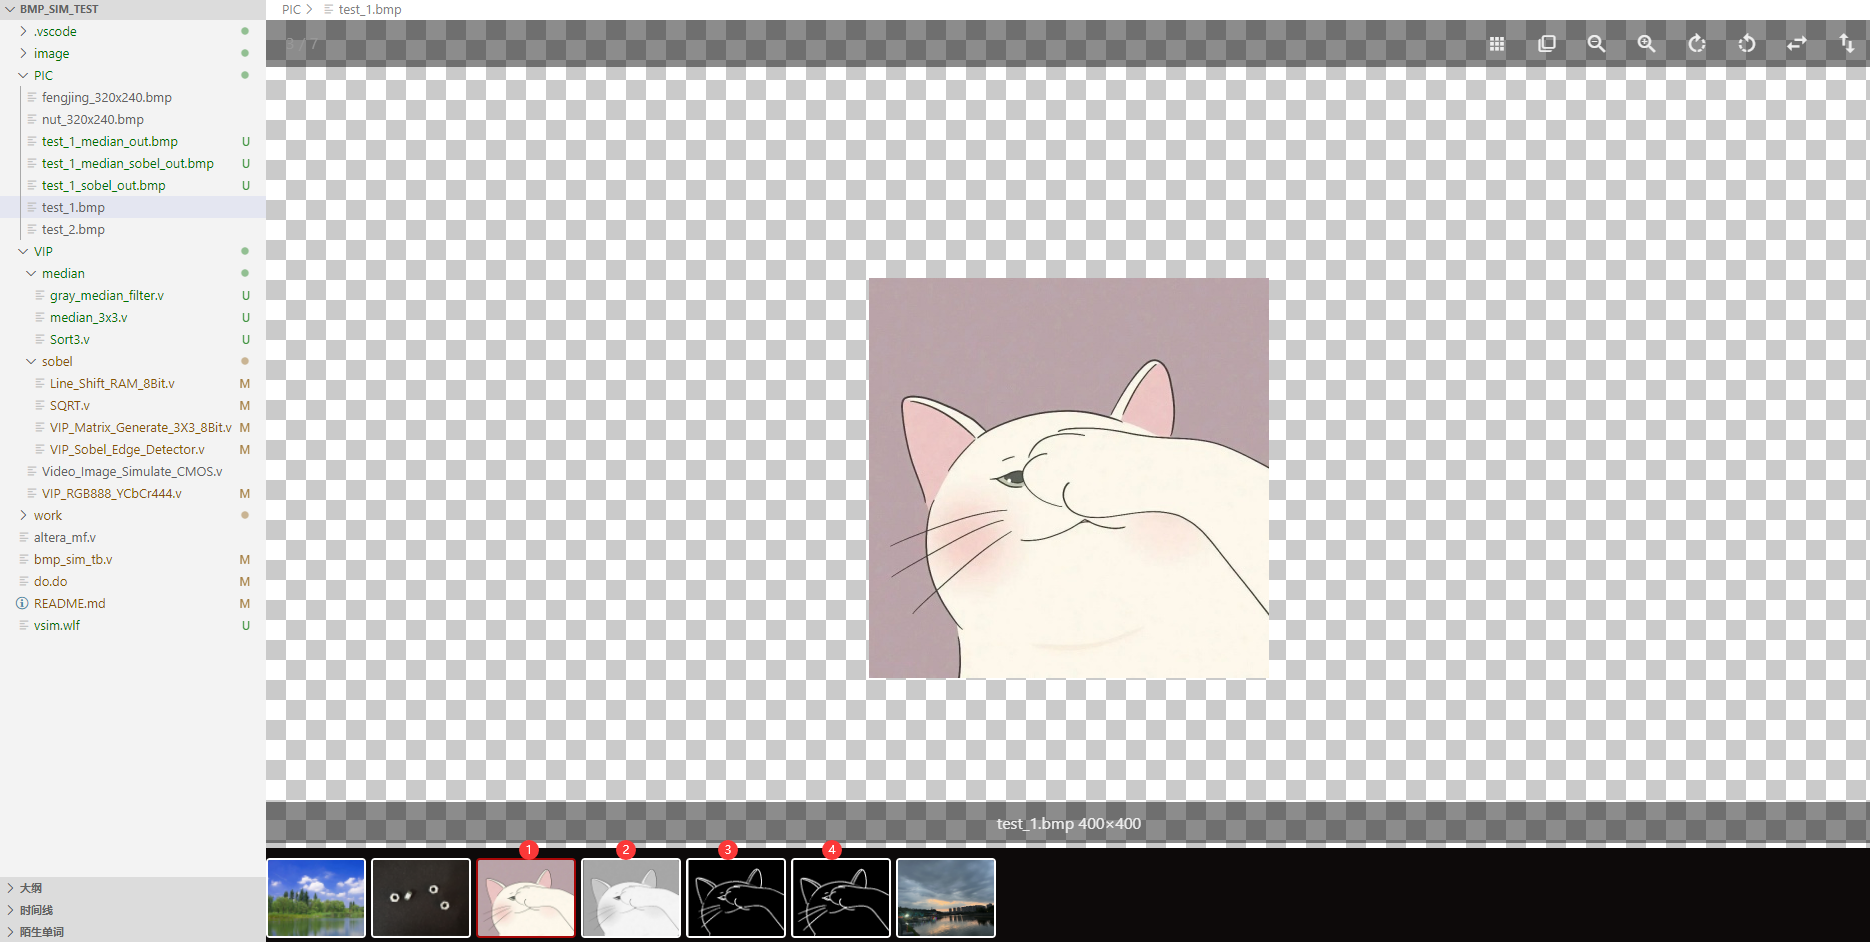 BMP_SIM_TEST
.vscode
image
PIC
fengjing_320x240.bmp
nut_320x240.bmp
test_1_median_out.bmp U
test_1_median_sobel_out.bmp U
test_1_sobel_out.bmp U
test_1.bmp
test_2.bmp
VIP
median
gray_median_filter.v U
median_3x3.v U
Sort3.v U
sobel
Line_Shift_RAM_8Bit.v M
SQRT.v M
VIP_Matrix_Generate_3X3_8Bit.v M
VIP_Sobel_Edge_Detector.v M
Video_Image_Simulate_CMOS.v
VIP_RGB888_YCbCr444.v M
work
altera_mf.v
bmp_sim_tb.v M
do.do M
README.md M
vsim.wlf U
大纲
时间线
陌生单词
PIC > test_1.bmp
3 / 7
test_1.bmp 400×400
1
2
3
4